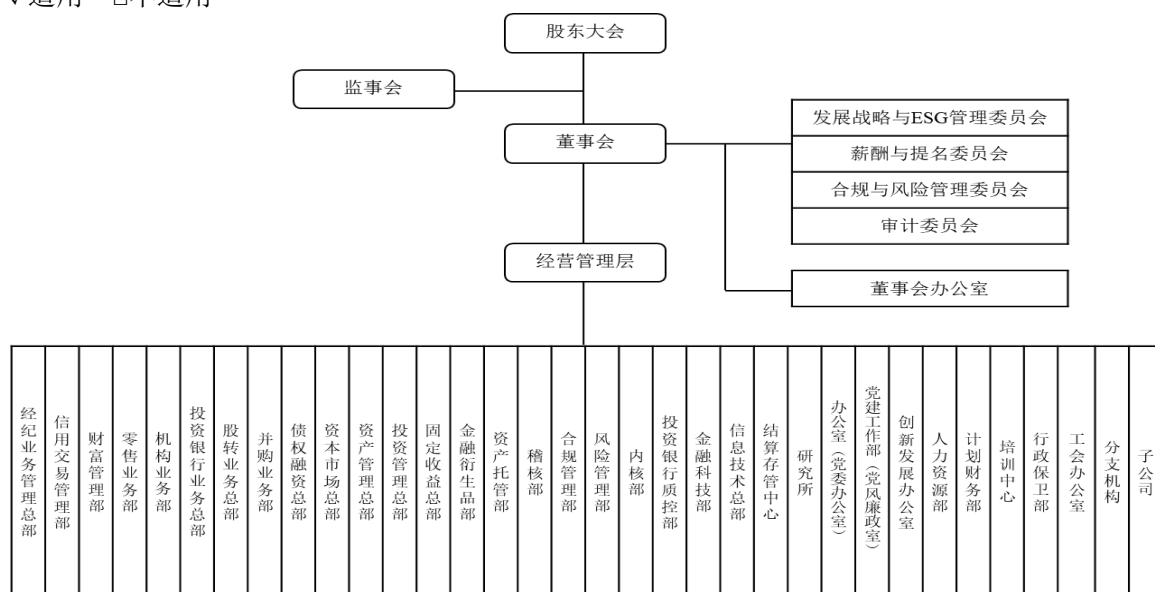 √适用 □不适用
股东大会
监事会
董事会
发展战略与ESG管理委员会
薪酬与提名委员会
合规与风险管理委员会
审计委员会
经营管理层
董事会办公室
经纪业务管理总部
信用交易管理部
财富管理部
零售业务部
机构业务部
投资银行业务总部
股转业务总部
并购业务部
债权融资总部
资本市场总部
资产管理总部
投资管理总部
固定收益总部
金融衍生品部
资产托管部
稽核部
合规管理部
风险管理部
内核部
投资银行质控部
金融科技部
信息技术总部
结算存管中心
研究所
办公室（党委办公室）
党建工作部（党风廉政室）
创新发展办公室
人力资源部
计划财务部
培训中心
行政保卫部
工会办公室
分支机构
子公司